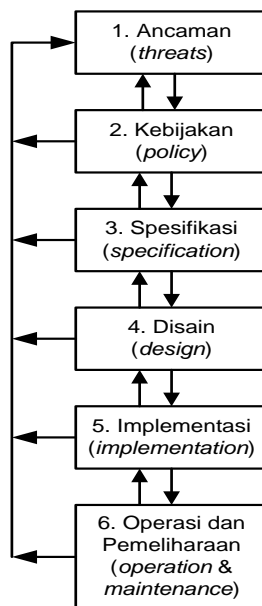 1. Ancaman
(threats)
2. Kebijakan
(policy)
3. Spesifikasi
(specification)
4. Disain
(design)
5. Implementasi
(implementation)
6. Operasi dan
Pemeliharaan
(operation &
maintenance)